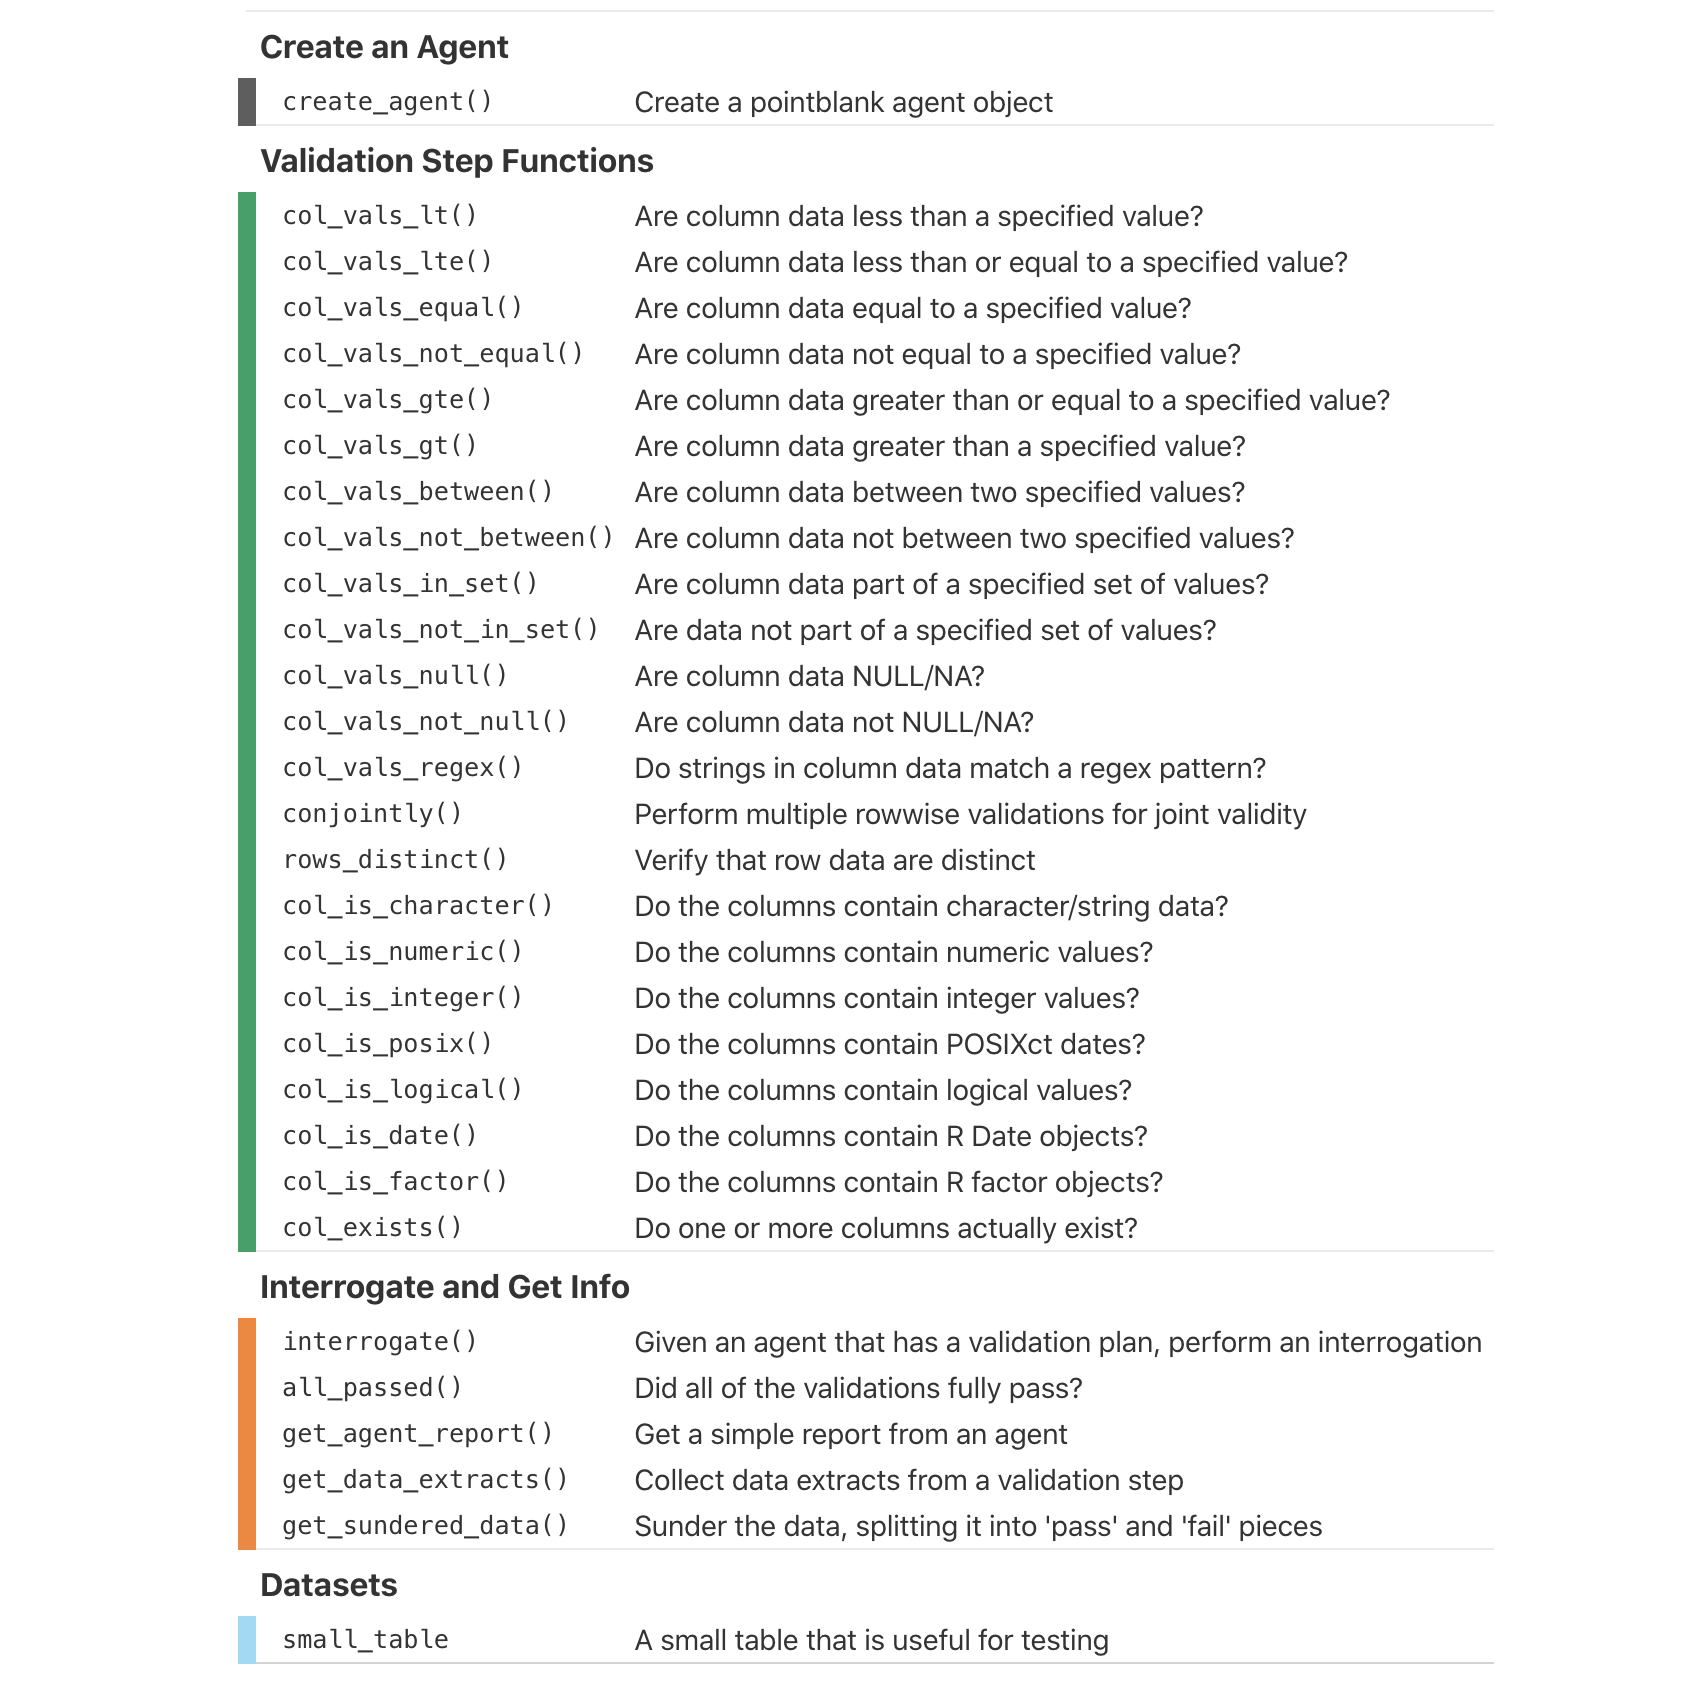 Create an Agent
create_agent() Create a pointblank agent object
Validation Step Functions
col_vals_lt() Are column data less than a specified value?
col_vals_lte() Are column data less than or equal to a specified value?
col_vals_equal() Are column data equal to a specified value?
col_vals_not_equal() Are column data not equal to a specified value?
col_vals_gte() Are column data greater than or equal to a specified value?
col_vals_gt() Are column data greater than a specified value?
col_vals_between() Are column data between two specified values?
col_vals_not_between() Are column data not between two specified values?
col_vals_in_set() Are column data part of a specified set of values?
col_vals_not_in_set() Are data not part of a specified set of values?
col_vals_null() Are column data NULL/NA?
col_vals_not_null() Are column data not NULL/NA?
col_vals_regex() Do strings in column data match a regex pattern?
conjointly() Perform multiple rowwise validations for joint validity
rows_distinct() Verify that row data are distinct
col_is_character() Do the columns contain character/string data?
col_is_numeric() Do the columns contain numeric values?
col_is_integer() Do the columns contain integer values?
col_is_posix() Do the columns contain POSIXct dates?
col_is_logical() Do the columns contain logical values?
col_is_date() Do the columns contain R Date objects?
col_is_factor() Do the columns contain R factor objects?
col_exists() Do one or more columns actually exist?
Interrogate and Get Info
interrogate() Given an agent that has a validation plan, perform an interrogation
all_passed() Did all of the validations fully pass?
get_agent_report() Get a simple report from an agent
get_data_extracts() Collect data extracts from a validation step
get_sundered_data() Sunder the data, splitting it into 'pass' and 'fail' pieces
Datasets
small_table A small table that is useful for testing